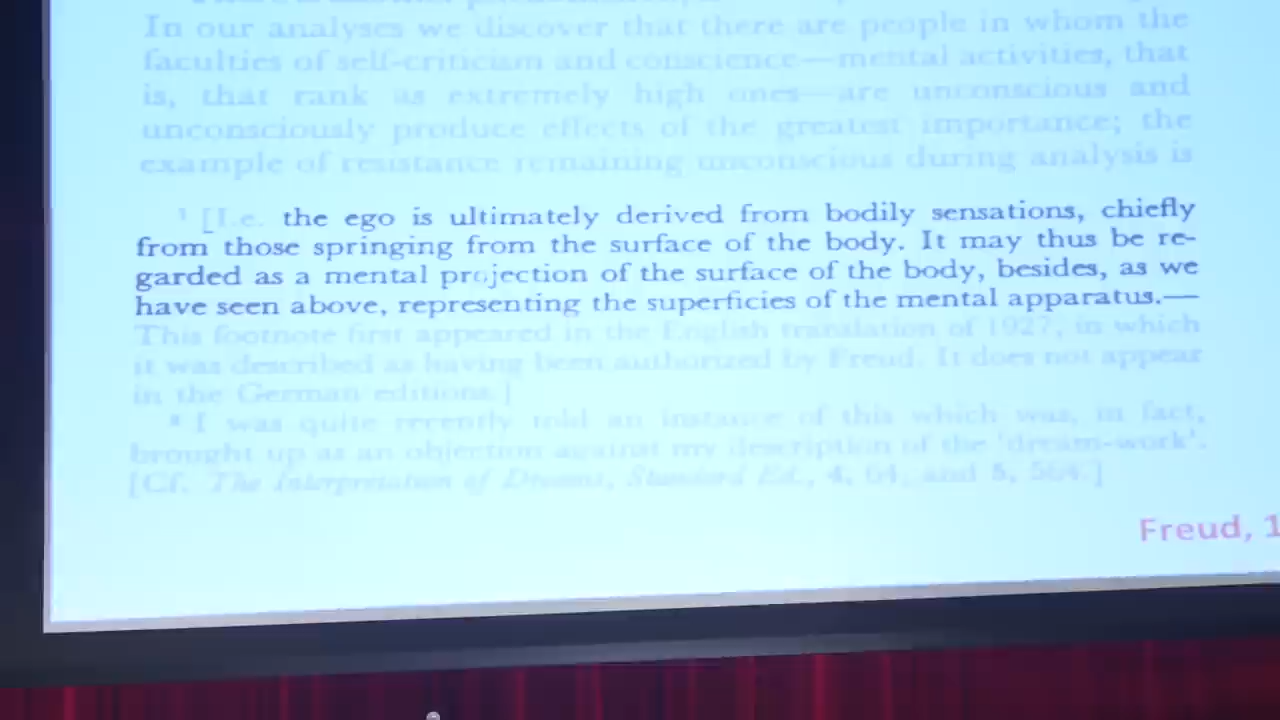 In our analyses we discover that there are people in whom the
faculties of self-criticism and conscience—mental activities, that
is, that rank as extremely high ones—are unconscious and
unconsciously produce effects of the greatest importance; the
example of resistance remaining unconscious during analysis is
¹ [I.e. the ego is ultimately derived from bodily sensations, chiefly
from those springing from the surface of the body. It may thus be re-
garded as a mental projection of the surface of the body, besides, as we
have seen above, representing the superficies of the mental apparatus.—
This footnote first appeared in the English translation of 1927, in which
it was described as having been authorized by Freud. It does not appear
in the German editions.]
² I was quite recently told an instance of this which was, in fact,
brought up as an objection against my description of the 'dream-work'.
[Cf. The Interpretation of Dreams, Standard Ed., 4, 64, and 5, 564.]
Freud, 1